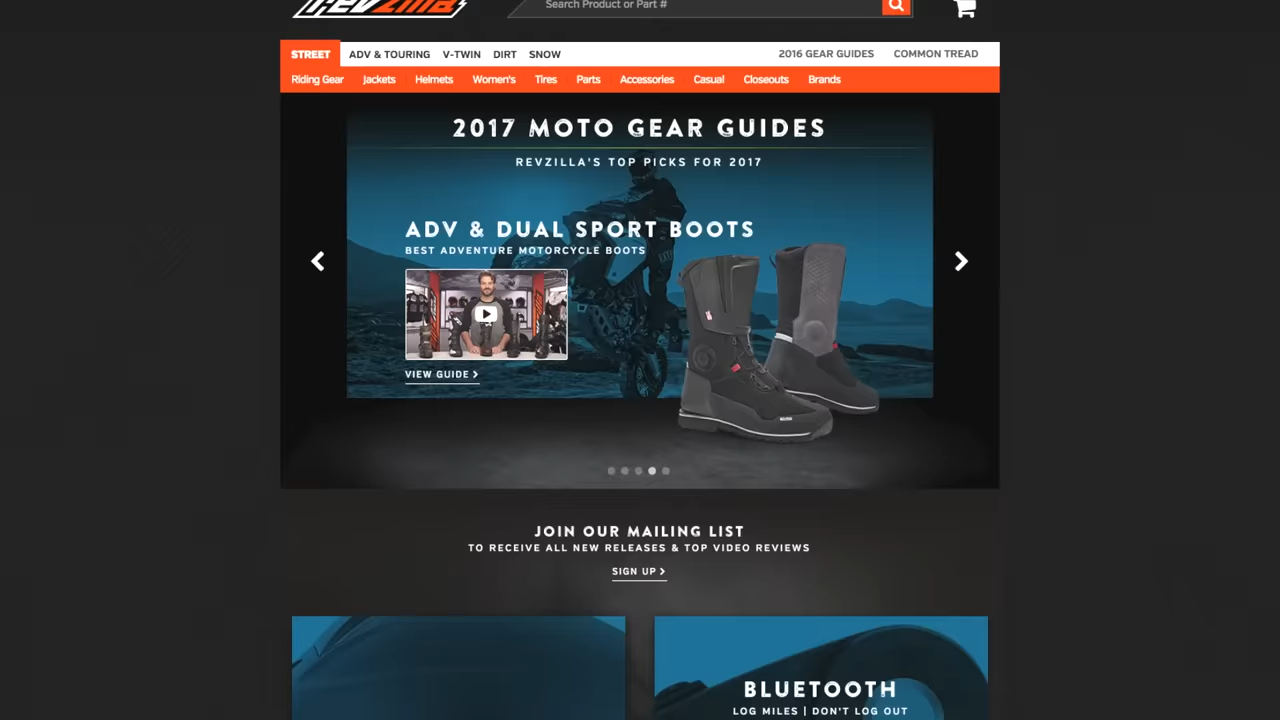 RevZilla
Search Product or Part #
STREET ADV & TOURING V-TWIN DIRT SNOW 2016 GEAR GUIDES COMMON TREAD
Riding Gear Jackets Helmets Women's Tires Parts Accessories Casual Closeouts Brands
2017 MOTO GEAR GUIDES
REVZILLA'S TOP PICKS FOR 2017
ADV & DUAL SPORT BOOTS
BEST ADVENTURE MOTORCYCLE BOOTS
VIEW GUIDE >
JOIN OUR MAILING LIST
TO RECEIVE ALL NEW RELEASES & TOP VIDEO REVIEWS
SIGN UP >
BLUETOOTH
LOG MILES | DON'T LOG OUT